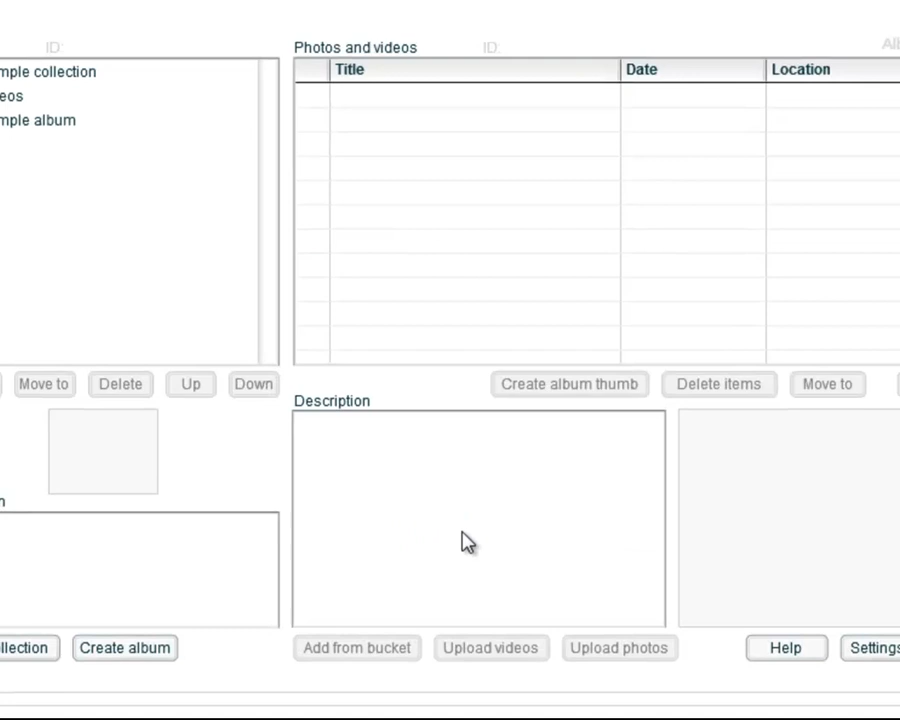 ID: Photos and videos ID: Alb
Title Date Location
mple collection
eos
mple album
Move to Delete Up Down Create album thumb Delete items Move to
Description
n
llection Create album Add from bucket Upload videos Upload photos Help Settings